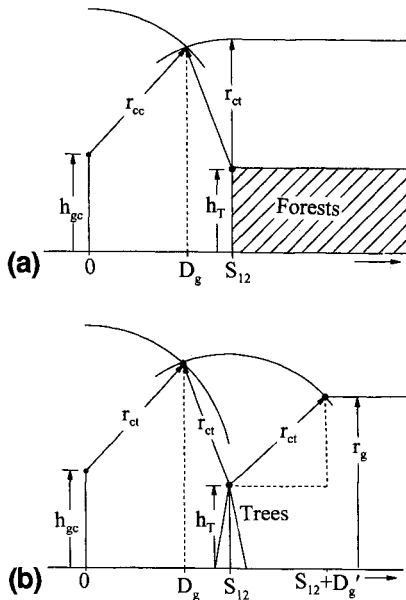 r_cc
r_ct
h_gc
h_T
Forests
(a)
0
D_g
S_12
r_ct
r_ct
r_ct
r_g
h_gc
h_T
Trees
(b)
0
D_g
S_12
S_12+D_g'